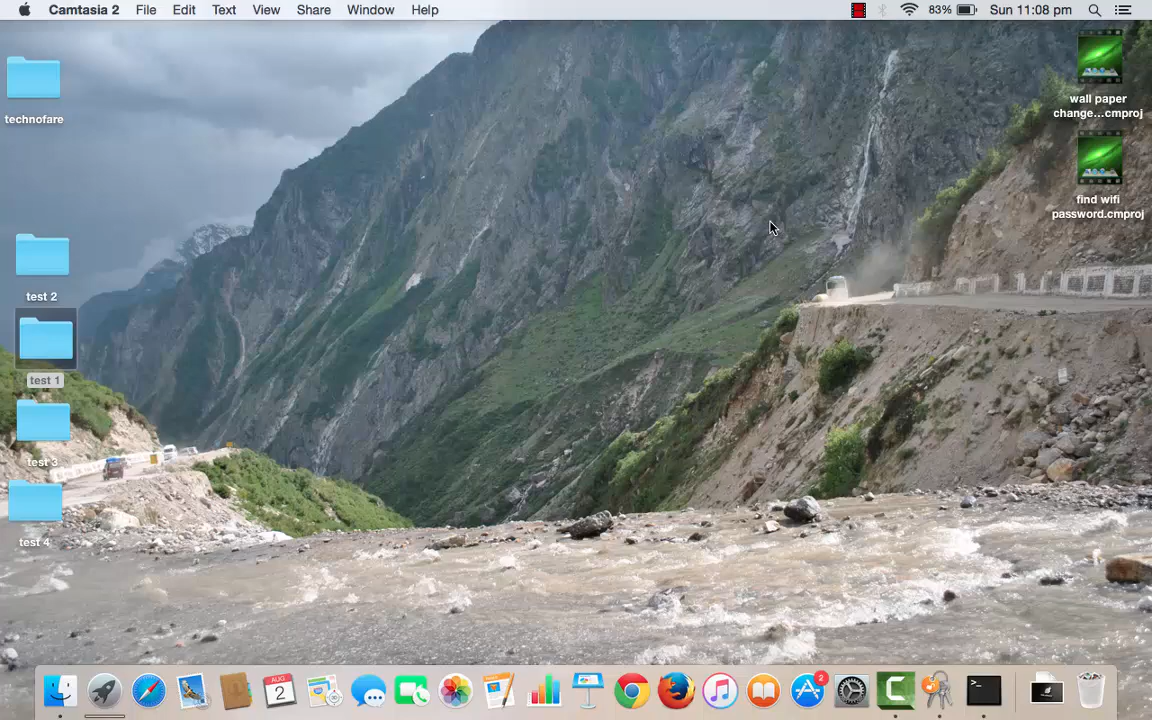 Camtasia 2 File Edit Text View Share Window Help 83% Sun 11:08 pm
technofare
wall paper
change...cmproj
find wifi
password.cmproj
test 2
test 1
test 3
test 4
AUG
2
2
>_